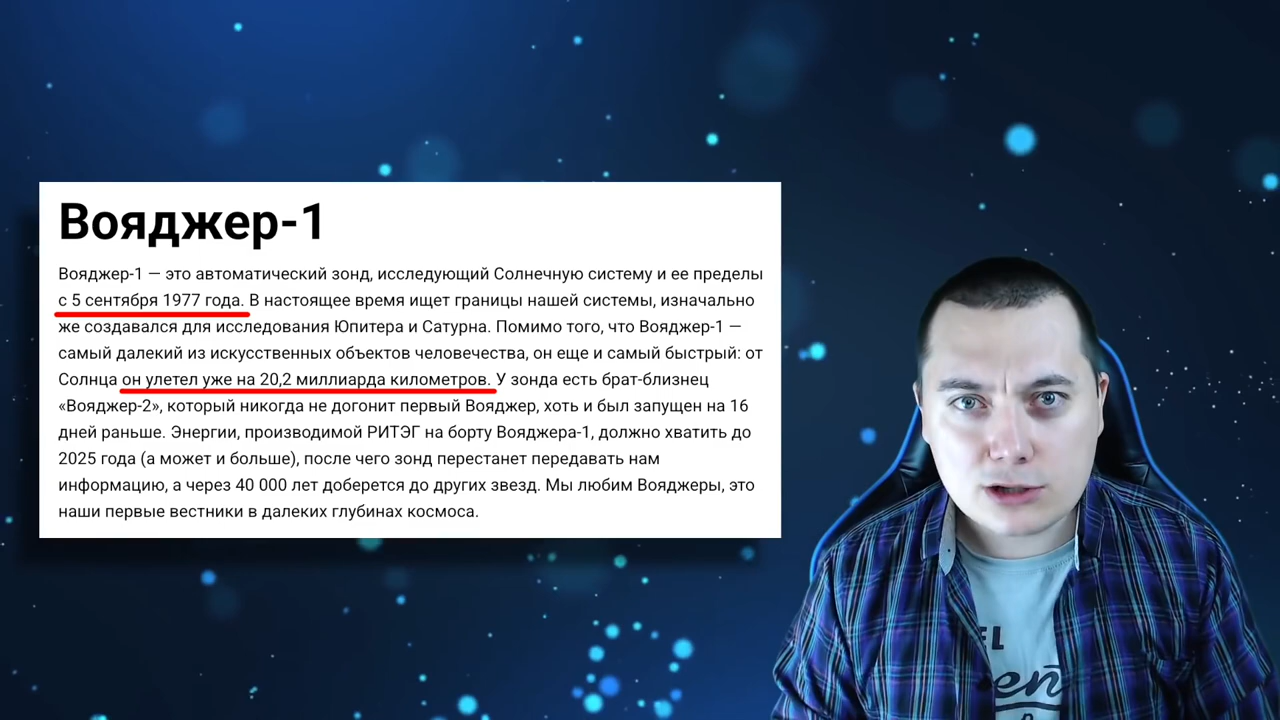 Вояджер-1
Вояджер-1 — это автоматический зонд, исследующий Солнечную систему и ее пределы
с 5 сентября 1977 года. В настоящее время ищет границы нашей системы, изначально
же создавался для исследования Юпитера и Сатурна. Помимо того, что Вояджер-1 —
самый далекий из искусственных объектов человечества, он еще и самый быстрый: от
Солнца он улетел уже на 20,2 миллиарда километров. У зонда есть брат-близнец
«Вояджер-2», который никогда не догонит первый Вояджер, хоть и был запущен на 16
дней раньше. Энергии, производимой РИТЭГ на борту Вояджера-1, должно хватить до
2025 года (а может и больше), после чего зонд перестанет передавать нам
информацию, а через 40 000 лет доберется до других звезд. Мы любим Вояджеры, это
наши первые вестники в далеких глубинах космоса.